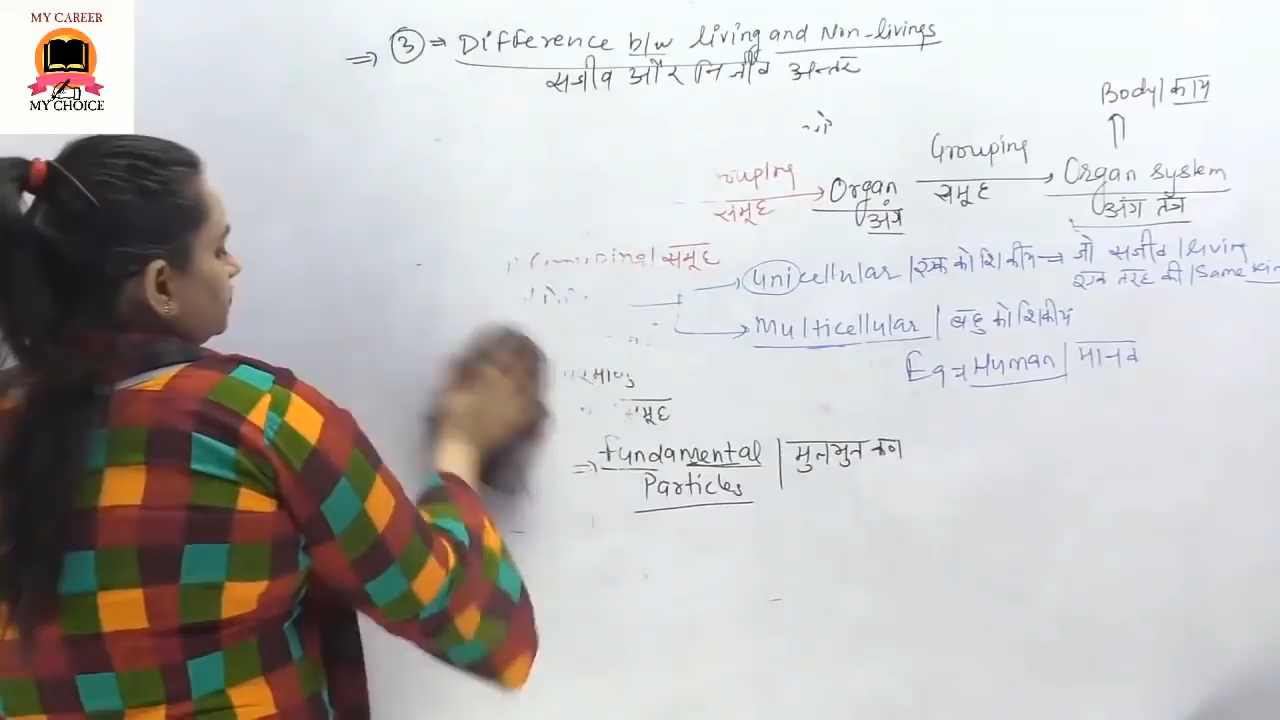 MY CAREER
MY CHOICE
⇒ ③ ⇒ Difference b/w living and Non-livings
सजीव और निर्जीव अन्तर
Body | काय
Grouping
Organ system
समूह
Organ
समूह
अंग
अंग तंत्र
समूह
Unicellular | एक कोशिकीय ⇒ जो सजीव | living
एक तरह की | Same
Multicellular | बहु कोशिकीय
Eg ⇒ Human | मानव
समूह
⇒ fundamental | मुलभुत कण
Particles